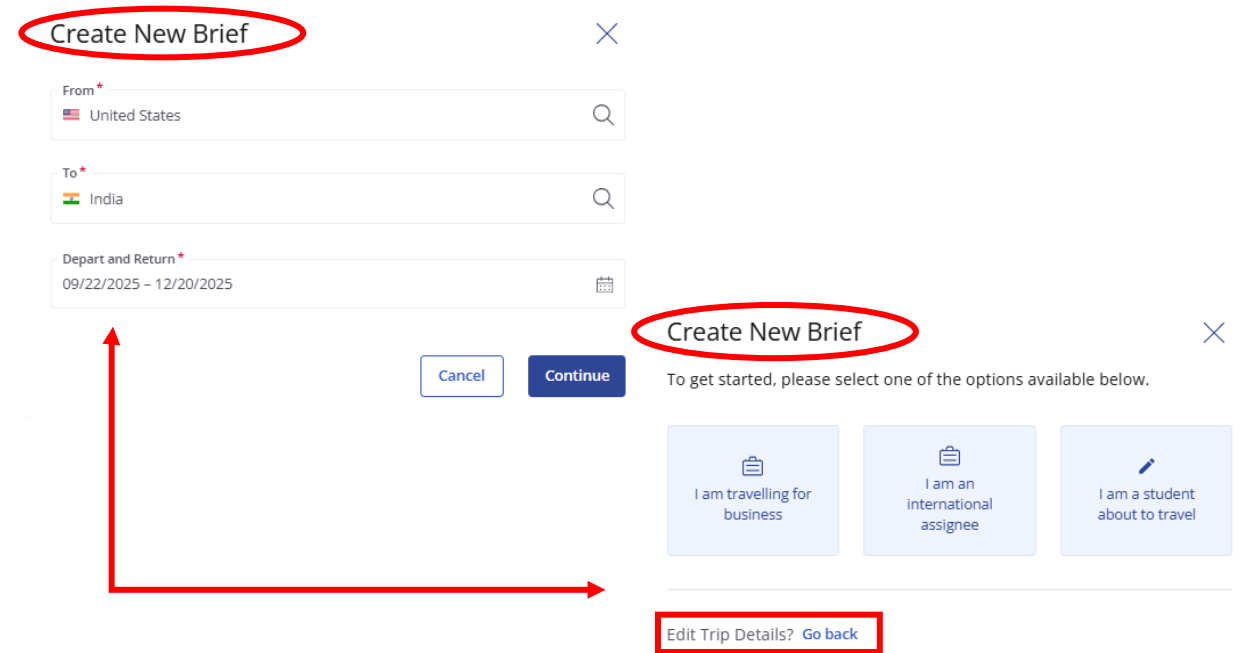 Create New Brief
From *
United States
To *
India
Depart and Return *
09/22/2025 – 12/20/2025
Cancel
Continue
Create New Brief
To get started, please select one of the options available below.
I am travelling for
business
I am an
international
assignee
I am a student
about to travel
Edit Trip Details? Go back